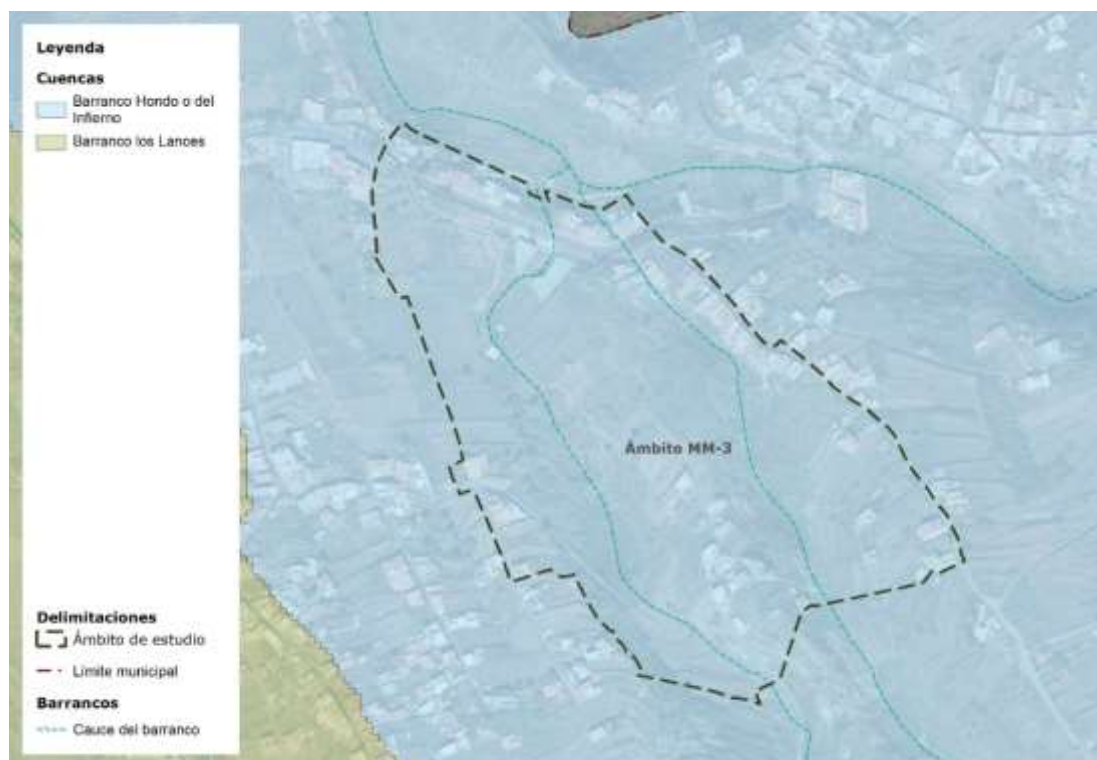 Leyenda
Cuencas
Barranco Hondo o del
Infierno
Barranco los Lances
Ámbito MM-3
Delimitaciones
Ámbito de estudio
Límite municipal
Barrancos
Cauce del barranco